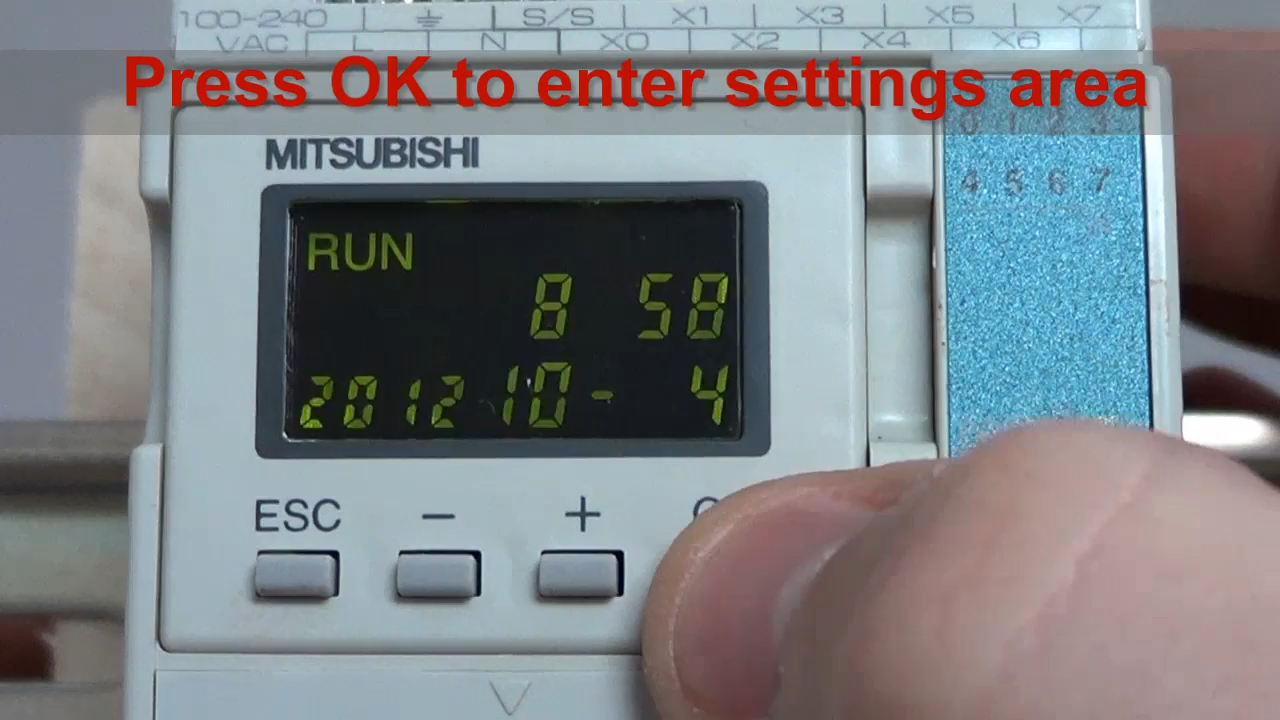 100-240 ⏚ S/S X1 X3 X5 X7
VAC L N X0 X2 X4 X6
Press OK to enter settings area
0 1 2 3
MITSUBISHI
4 5 6 7
RUN
8 58
2012 10 - 4
ESC - +